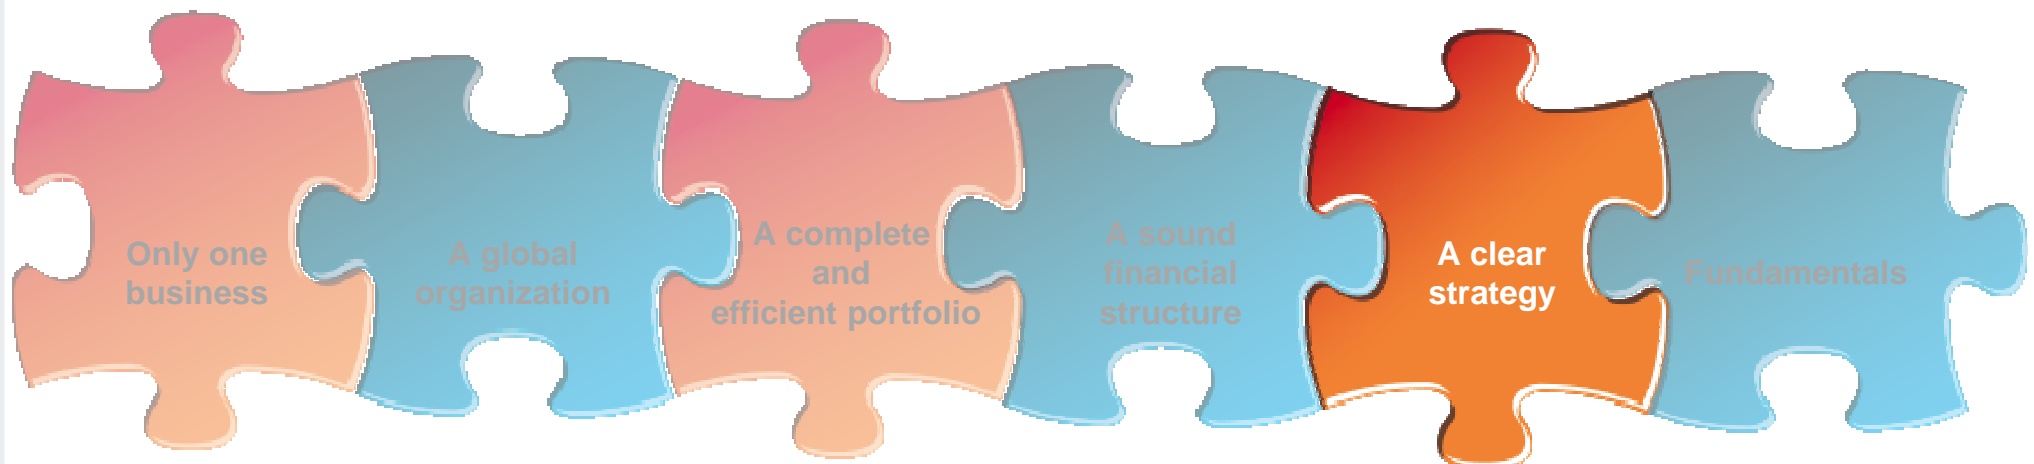 Only one
business
A global
organization
A complete
and
efficient portfolio
A sound
financial
structure
A clear
strategy
Fundamentals